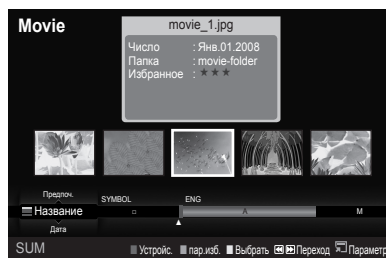 Movie
movie_1.jpg
Число : Янв.01.2008
Папка : movie-folder
Избранное : ★★★
Предпоч.
SYMBOL ENG
Название A M
Дата
SUM Устройс. пар.изб. Выбрать Переход Параметр